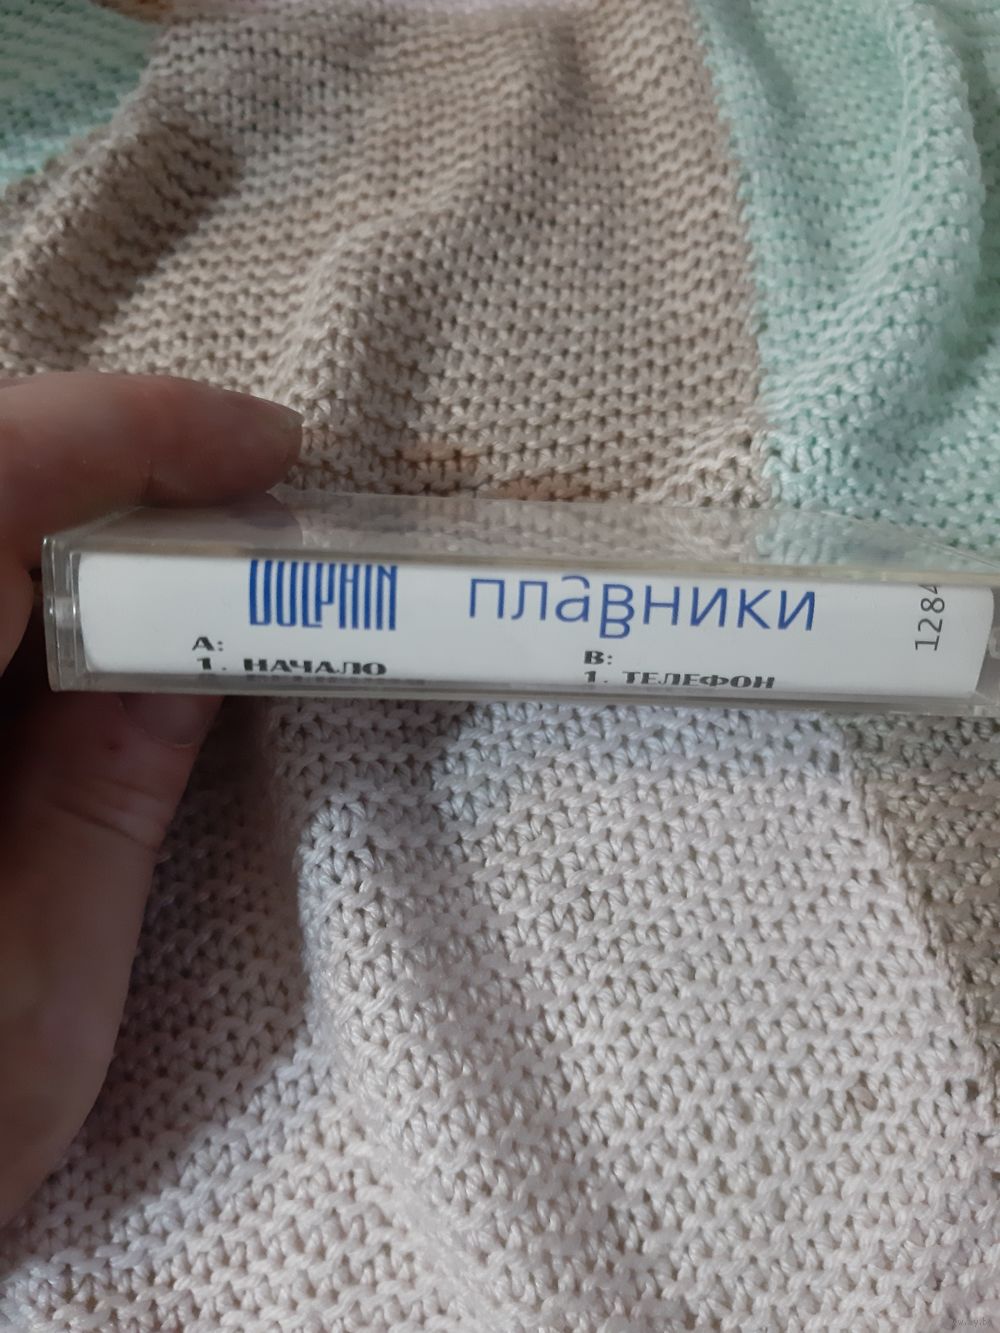 DOLPHIN плавники
A:
1. НАЧАЛО
B:
1. ТЕЛЕФОН
1284